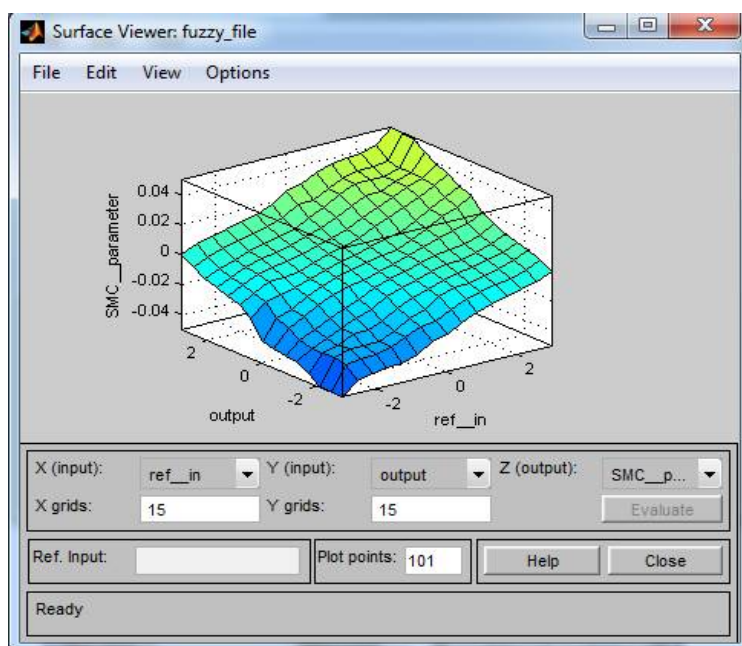 Surface Viewer: fuzzy_file
File Edit View Options
0.04
0.02
0
-0.02
-0.04
SMC__parameter
2
0
-2
output
-2
0
2
ref__in
X (input): ref__in Y (input): output Z (output): SMC__p...
X grids: 15 Y grids: 15 Evaluate
Ref. Input: Plot points: 101 Help Close
Ready